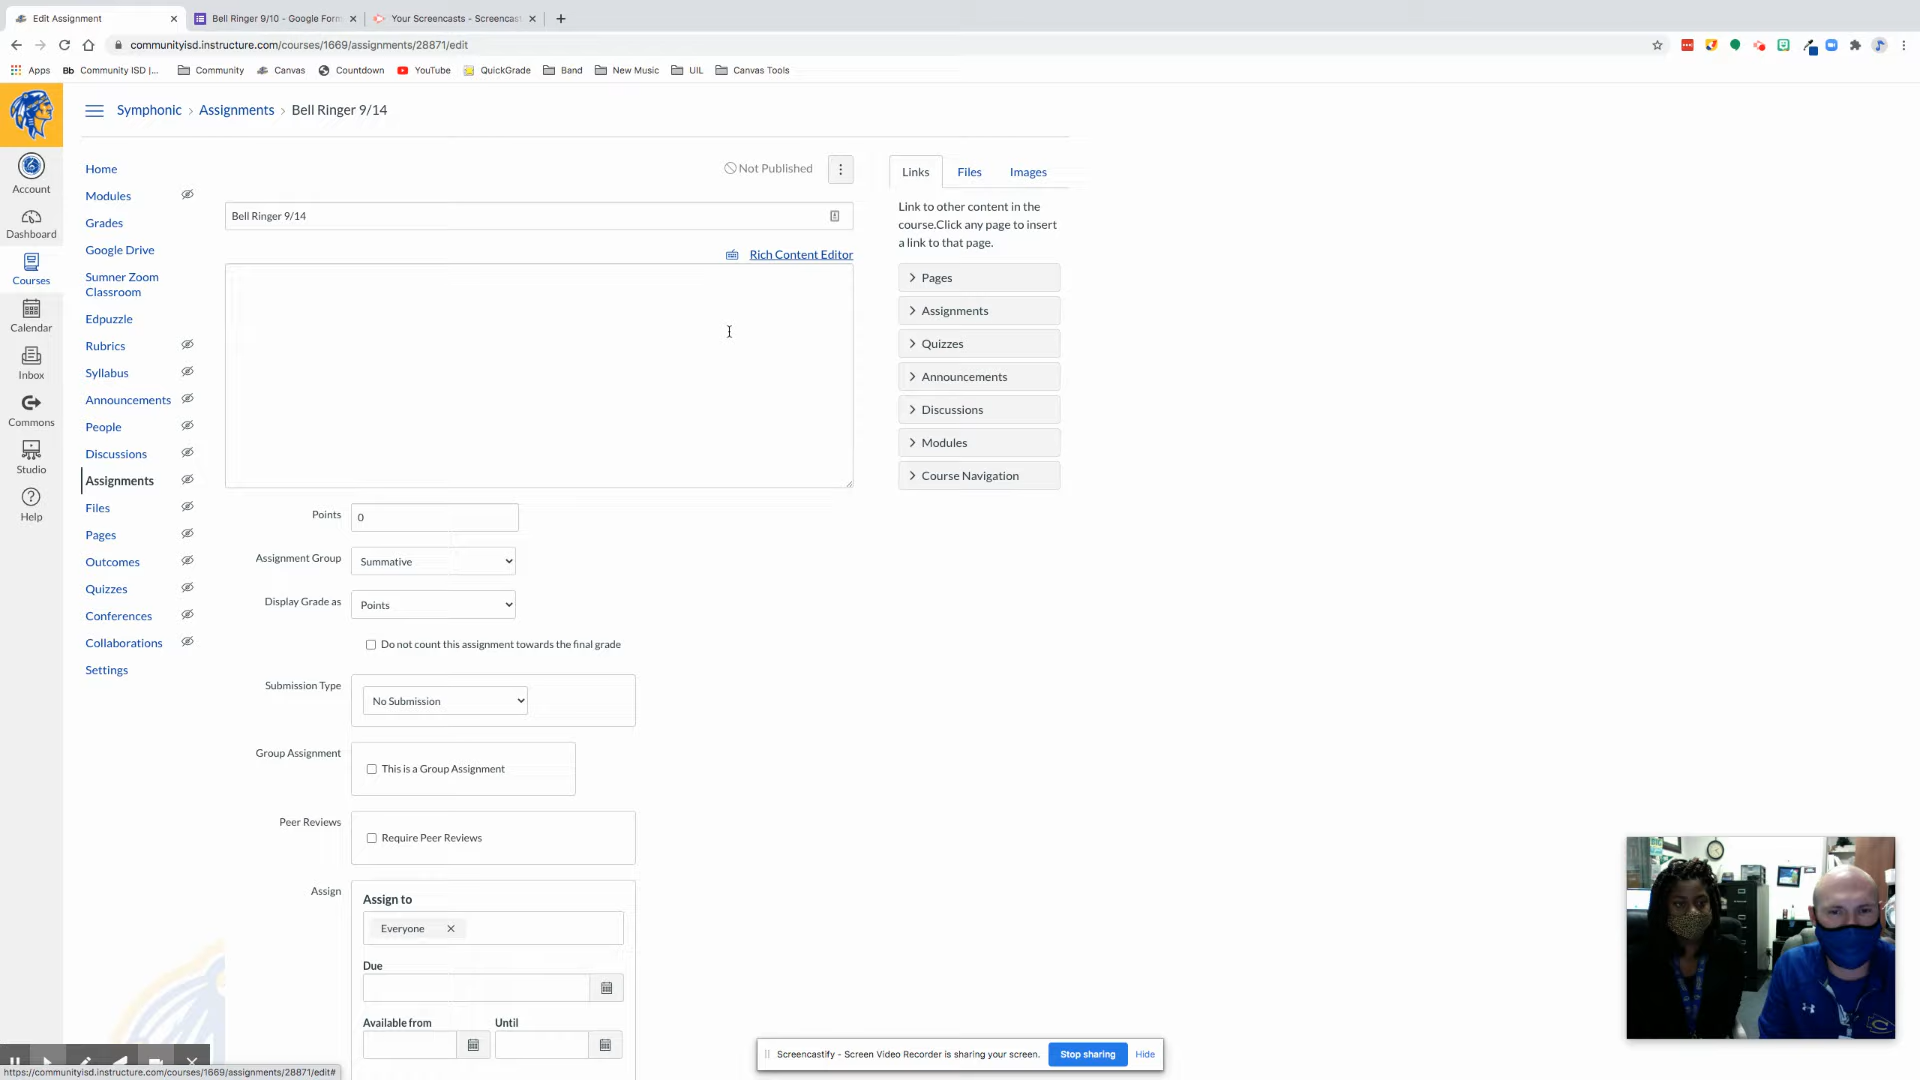 Edit Assignment
Bell Ringer 9/10 - Google Form
Your Screencasts - Screencast
communityisd.instructure.com/courses/1669/assignments/28871/edit
Apps
Bb Community ISD |...
Community
Canvas
Countdown
YouTube
QuickGrade
Band
New Music
UIL
Canvas Tools
Symphonic > Assignments > Bell Ringer 9/14
Account
Dashboard
Courses
Calendar
Inbox
Commons
Studio
Help
Home
Modules
Grades
Google Drive
Sumner Zoom
Classroom
Edpuzzle
Rubrics
Syllabus
Announcements
People
Discussions
Assignments
Files
Pages
Outcomes
Quizzes
Conferences
Collaborations
Settings
Not Published
Bell Ringer 9/14
Rich Content Editor
Points
0
Assignment Group
Summative
Display Grade as
Points
Do not count this assignment towards the final grade
Submission Type
No Submission
Group Assignment
This is a Group Assignment
Peer Reviews
Require Peer Reviews
Assign
Assign to
Everyone
Due
Available from
Until
Links
Files
Images
Link to other content in the
course.Click any page to insert
a link to that page.
Pages
Assignments
Quizzes
Announcements
Discussions
Modules
Course Navigation
Screencastify - Screen Video Recorder is sharing your screen.
Stop sharing
Hide
https://communityisd.instructure.com/courses/1669/assignments/28871/edit#